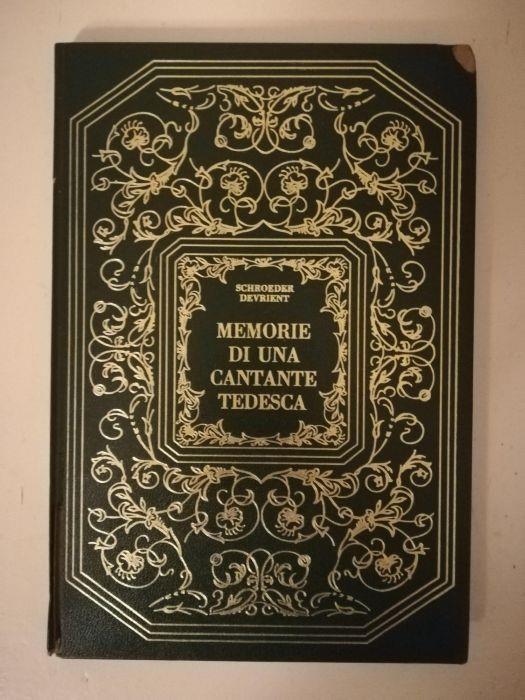 SCHROEDER
DEVRIENT
MEMORIE
DI UNA
CANTANTE
TEDESCA